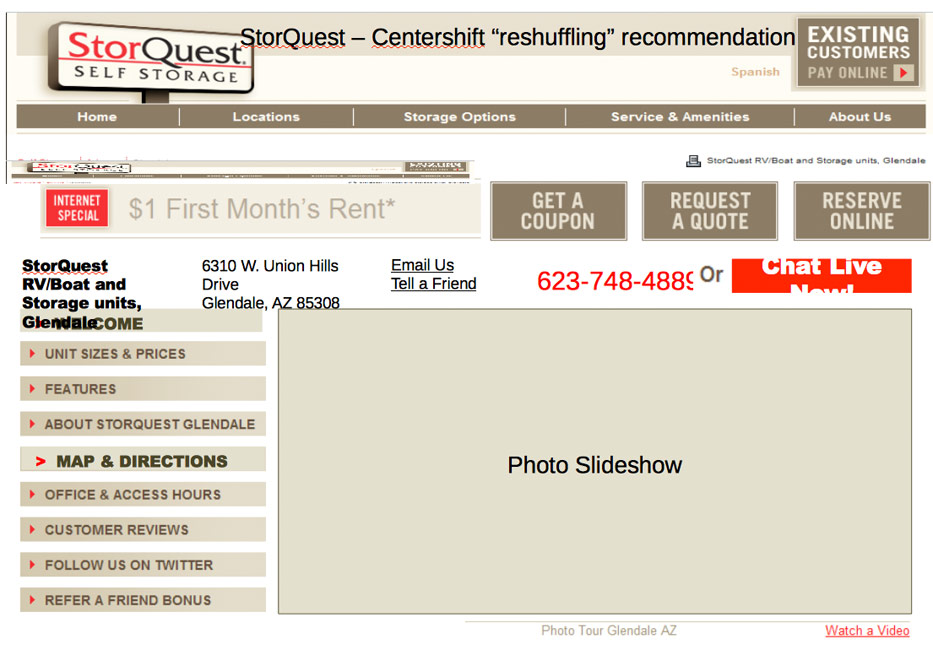 StorQuest
SELF STORAGE
StorQuest – Centershift “reshuffling” recommendation
EXISTING
CUSTOMERS
PAY ONLINE
Spanish
Home
Locations
Storage Options
Service & Amenities
About Us
StorQuest RV/Boat and Storage units, Glendale
StorQuest
INTERNET
SPECIAL
$1 First Month's Rent*
GET A
COUPON
REQUEST
A QUOTE
RESERVE
ONLINE
StorQuest
RV/Boat and
Storage units,
Glendale
6310 W. Union Hills
Drive
Glendale, AZ 85308
Email Us
Tell a Friend
623-748-4889
Or
Chat Live
Now!
WELCOME
UNIT SIZES & PRICES
FEATURES
ABOUT STORQUEST GLENDALE
> MAP & DIRECTIONS
OFFICE & ACCESS HOURS
CUSTOMER REVIEWS
FOLLOW US ON TWITTER
REFER A FRIEND BONUS
Photo Slideshow
Photo Tour Glendale AZ
Watch a Video